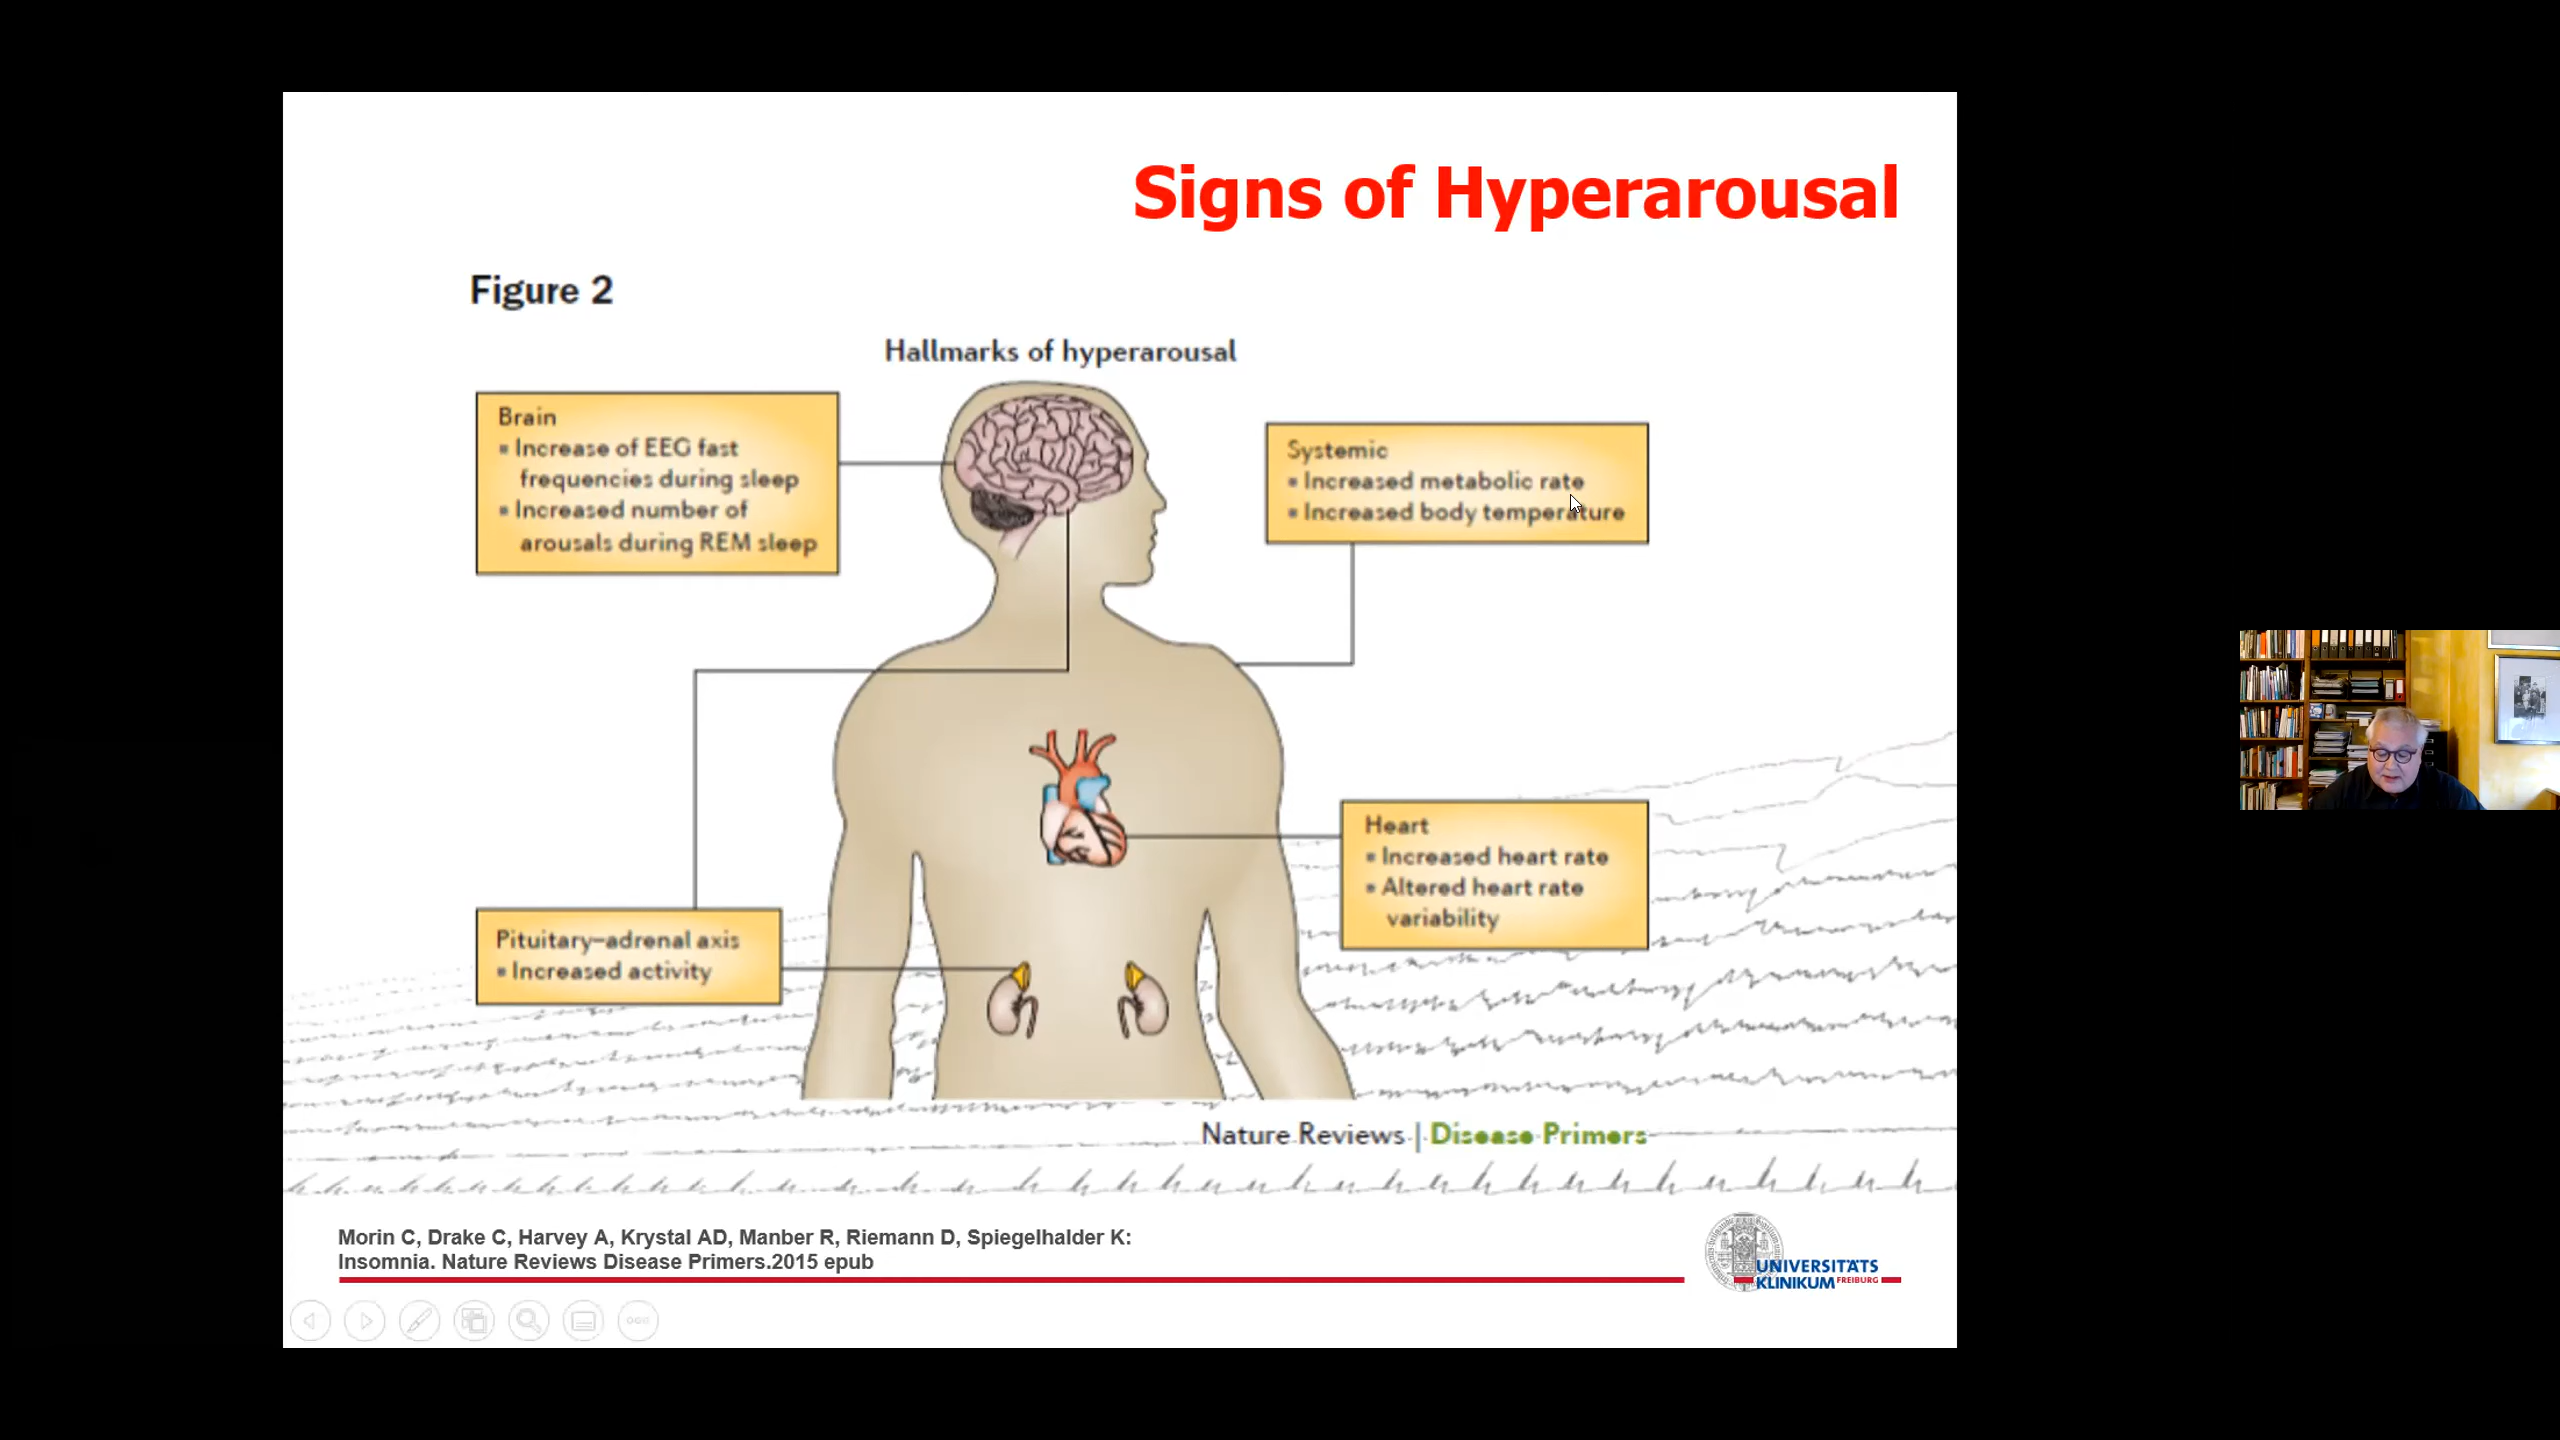 Signs of Hyperarousal
Figure 2
Hallmarks of hyperarousal
Brain
▪ Increase of EEG fast
frequencies during sleep
▪ Increased number of
arousals during REM sleep
Systemic
▪ Increased metabolic rate
▪ Increased body temperature
Heart
▪ Increased heart rate
▪ Altered heart rate
variability
Pituitary–adrenal axis
▪ Increased activity
Nature Reviews | Disease Primers
Morin C, Drake C, Harvey A, Krystal AD, Manber R, Riemann D, Spiegelhalder K:
Insomnia. Nature Reviews Disease Primers.2015 epub
UNIVERSITÄTS
KLINIKUM FREIBURG